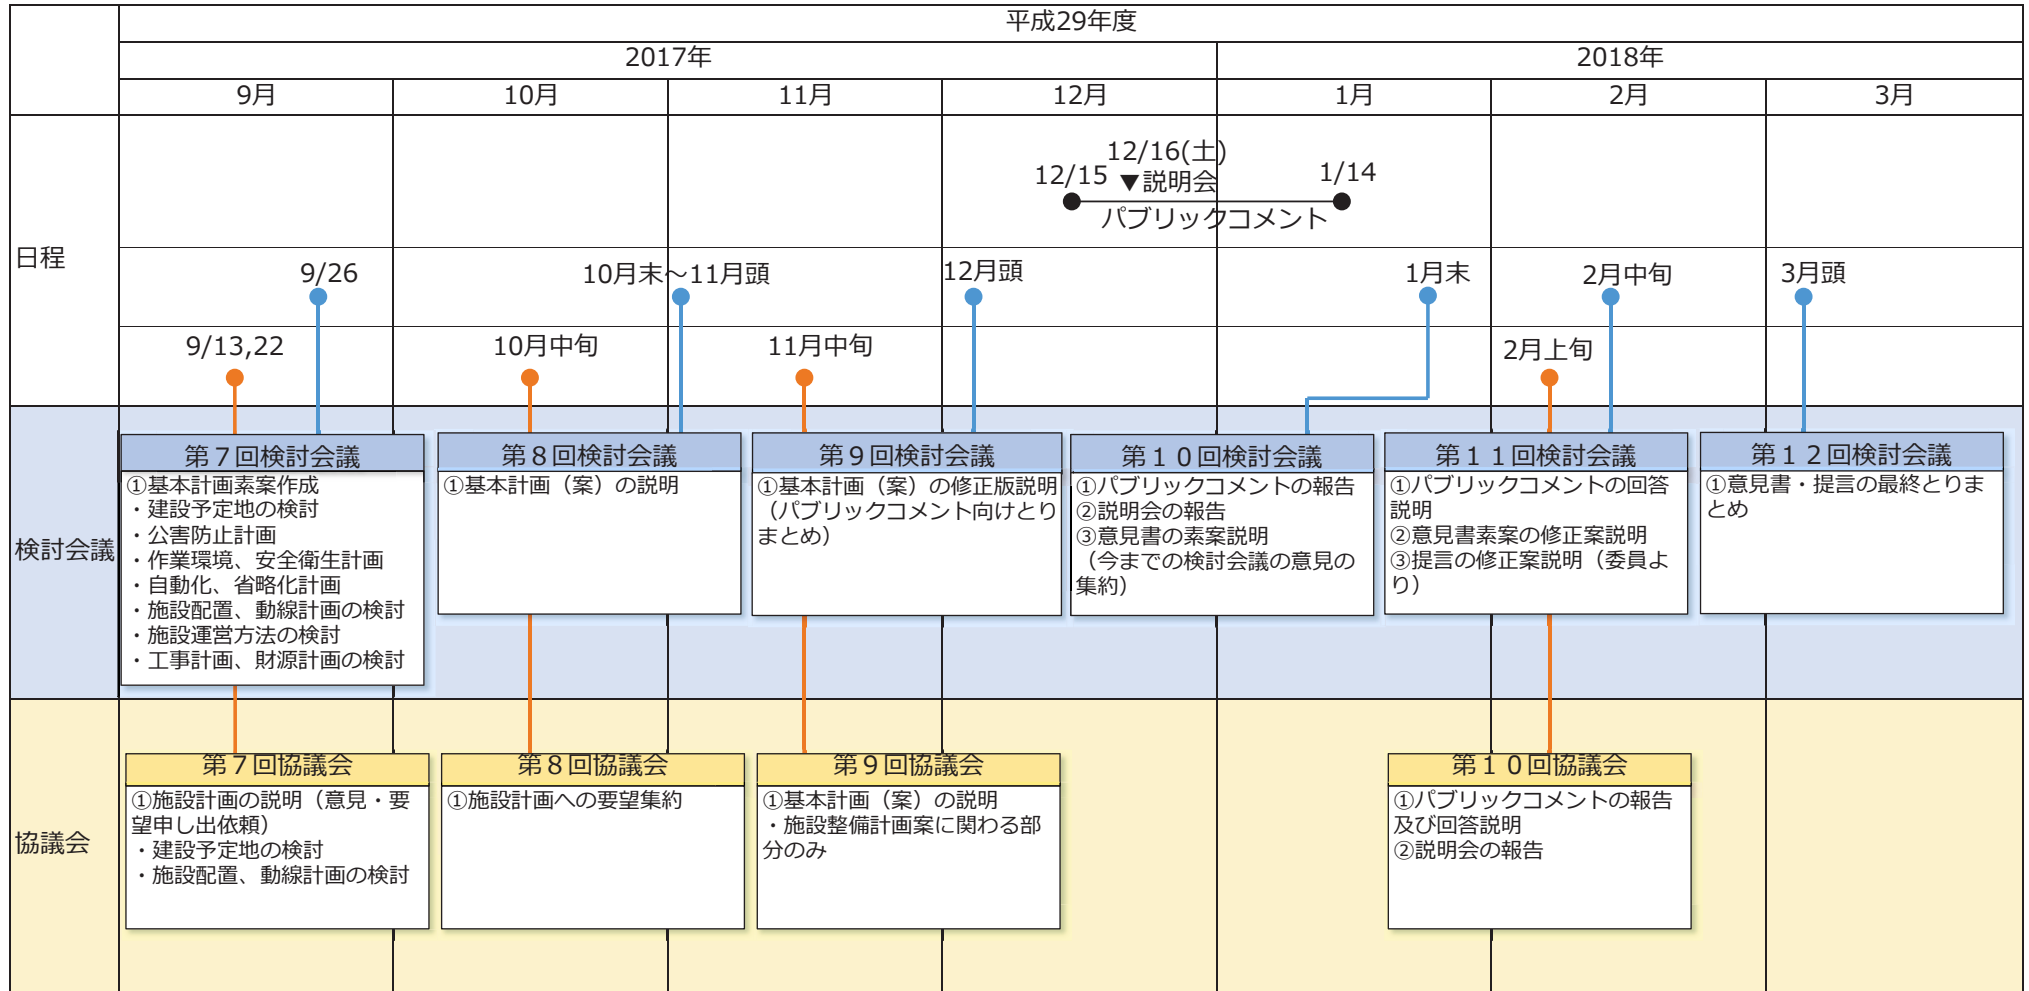 平成29年度
2017年
2018年
9月
10月
11月
12月
1月
2月
3月
日程
12/16(土)
12/15
▼説明会
1/14
パブリックコメント
9/26
10月末～11月頭
12月頭
1月末
2月中旬
3月頭
9/13,22
10月中旬
11月中旬
2月上旬
検討会議
第７回検討会議
①基本計画素案作成
・建設予定地の検討
・公害防止計画
・作業環境、安全衛生計画
・自動化、省略化計画
・施設配置、動線計画の検討
・施設運営方法の検討
・工事計画、財源計画の検討
第８回検討会議
①基本計画（案）の説明
第９回検討会議
①基本計画（案）の修正版説明
（パブリックコメント向けとり
まとめ）
第１０回検討会議
①パブリックコメントの報告
②説明会の報告
③意見書の素案説明
（今までの検討会議の意見の
集約）
第１１回検討会議
①パブリックコメントの回答
説明
②意見書素案の修正案説明
③提言の修正案説明（委員よ
り）
第１２回検討会議
①意見書・提言の最終とりま
とめ
協議会
第７回協議会
①施設計画の説明（意見・要
望申し出依頼）
・建設予定地の検討
・施設配置、動線計画の検討
第８回協議会
①施設計画への要望集約
第９回協議会
①基本計画（案）の説明
・施設整備計画案に関わる部
分のみ
第１０回協議会
①パブリックコメントの報告
及び回答説明
②説明会の報告